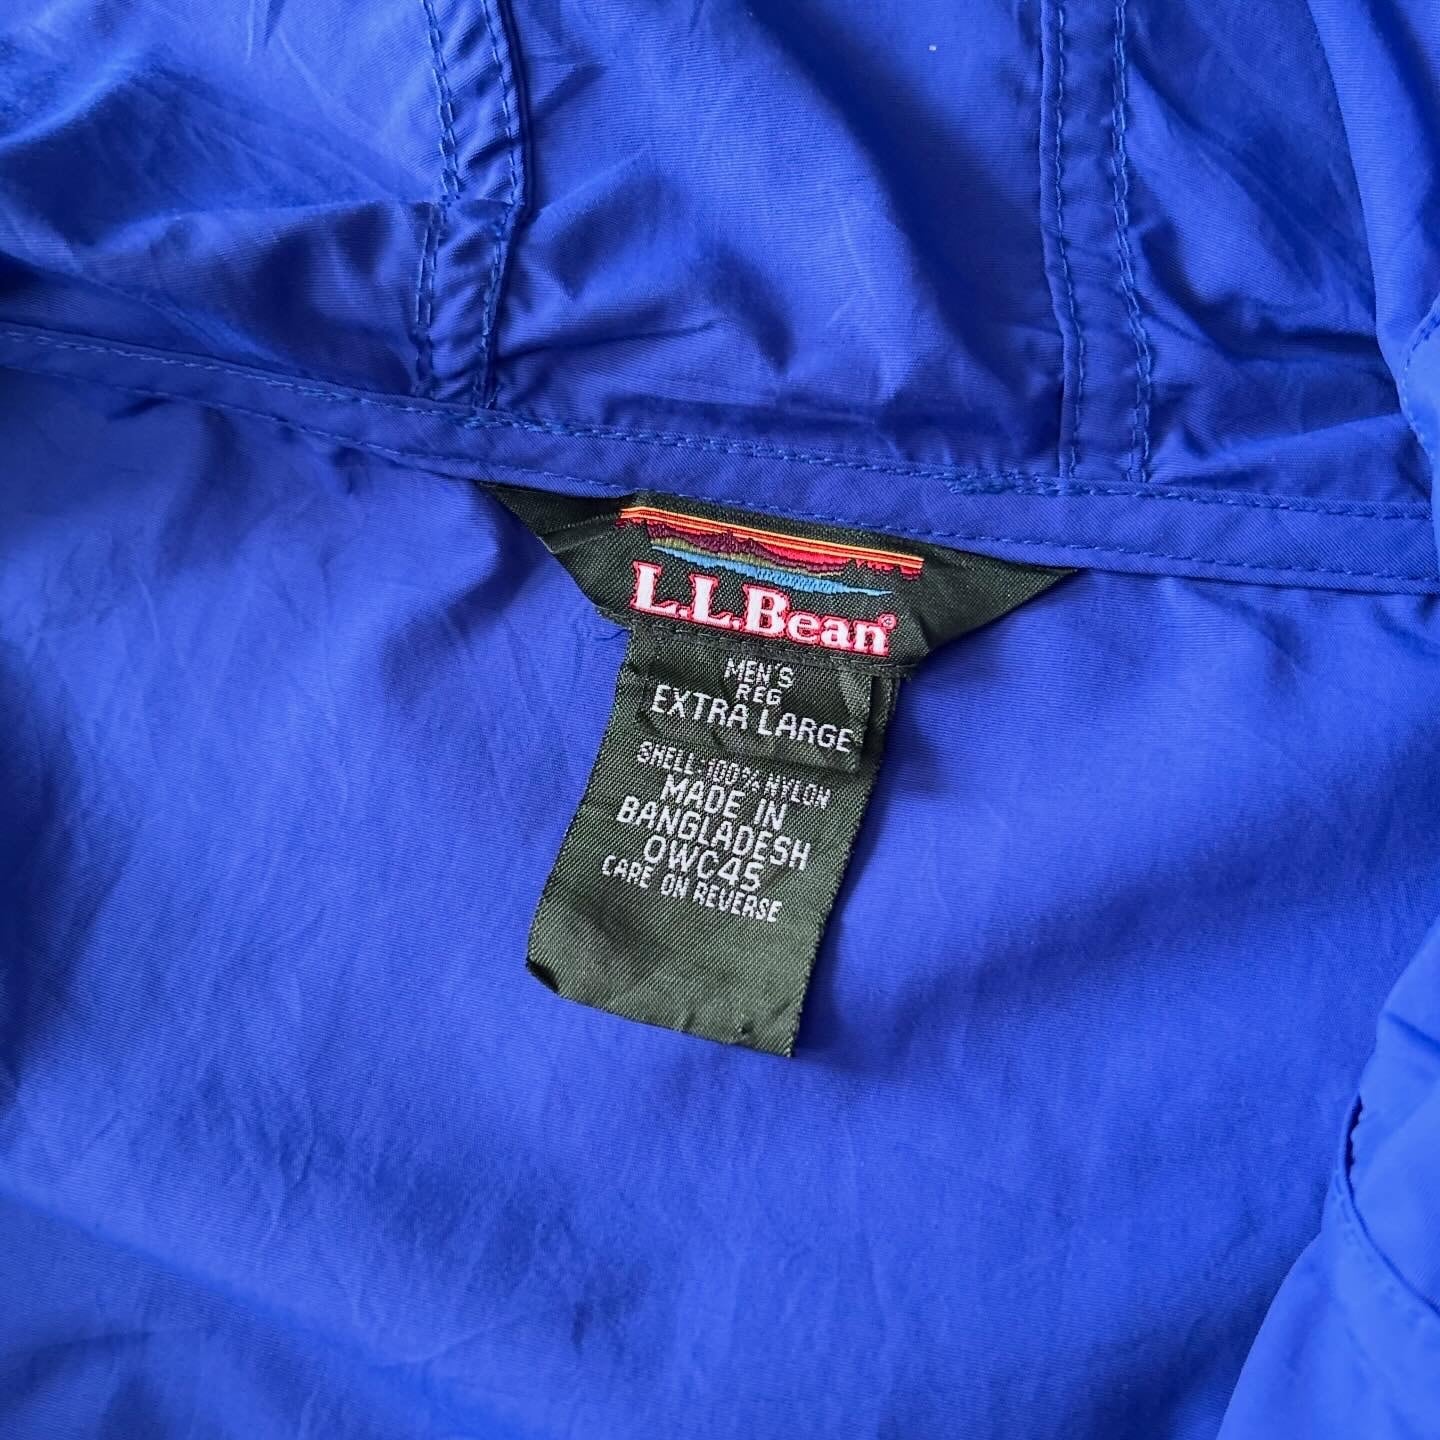 L.L.Bean®
MEN'S
REG
EXTRA LARGE
SHELL:100% NYLON
MADE IN
BANGLADESH
OWC45
CARE ON REVERSE